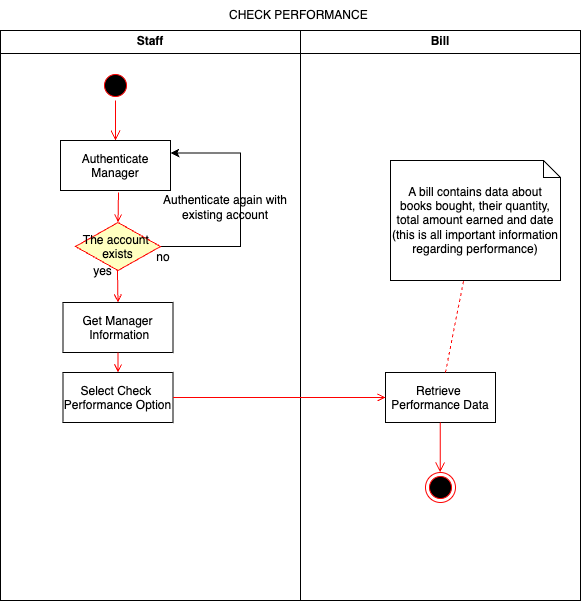 CHECK PERFORMANCE
Staff
Bill
Authenticate
Manager
Authenticate again with
existing account
The account
exists
no
yes
Get Manager
Information
Select Check
Performance Option
A bill contains data about
books bought, their quantity,
total amount earned and date
(this is all important information
regarding performance)
Retrieve
Performance Data